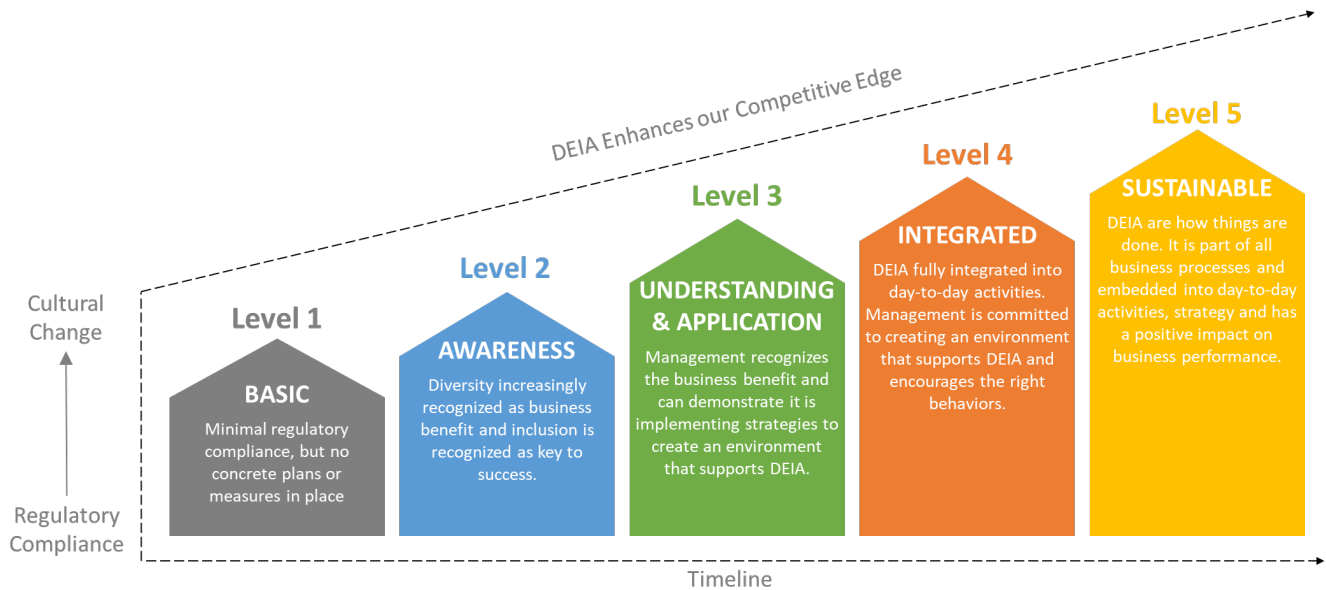 DEIA Enhances our Competitive Edge
Cultural
Change
Regulatory
Compliance
Level 1
BASIC
Minimal regulatory
compliance, but no
concrete plans or
measures in place
Level 2
AWARENESS
Diversity increasingly
recognized as business
benefit and inclusion is
recognized as key to
success.
Level 3
UNDERSTANDING
& APPLICATION
Management recognizes
the business benefit and
can demonstrate it is
implementing strategies to
create an environment
that supports DEIA.
Level 4
INTEGRATED
DEIA fully integrated into
day-to-day activities.
Management is committed
to creating an environment
that supports DEIA and
encourages the right
behaviors.
Level 5
SUSTAINABLE
DEIA are how things are
done. It is part of all
business processes and
embedded into day-to-day
activities, strategy and has
a positive impact on
business performance.
Timeline